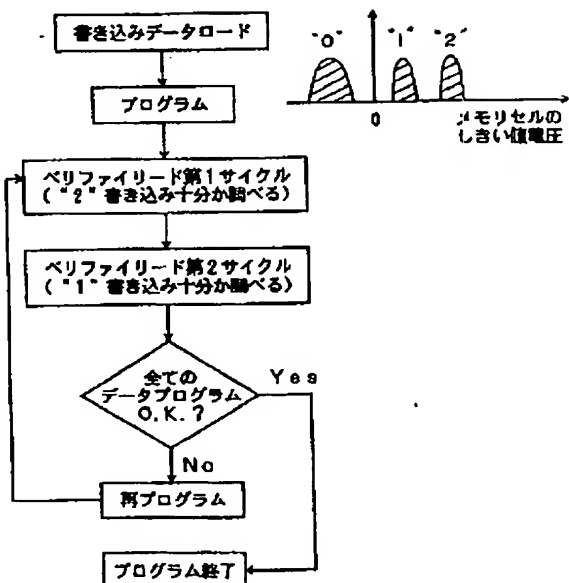 書き込みデータロード
プログラム
ベリファイリード第1サイクル
("2"書き込み十分か調べる)
ベリファイリード第2サイクル
("1"書き込み十分か調べる)
全ての
データプログラム
O.K.?
Yes
No
再プログラム
プログラム終了
"0" "1" "2"
0
メモリセルの
しきい値電圧